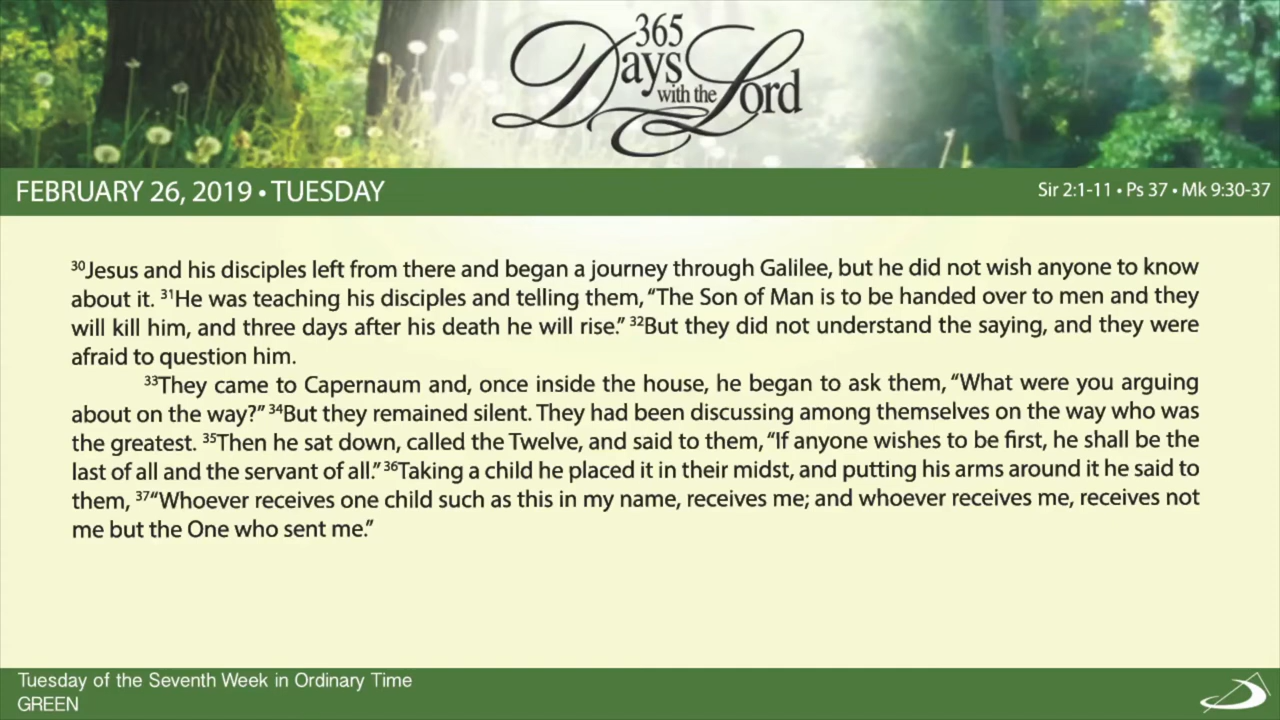 365
Days
with the Lord
FEBRUARY 26, 2019 • TUESDAY
Sir 2:1-11 • Ps 37 • Mk 9:30-37
³⁰Jesus and his disciples left from there and began a journey through Galilee, but he did not wish anyone to know
about it. ³¹He was teaching his disciples and telling them, “The Son of Man is to be handed over to men and they
will kill him, and three days after his death he will rise.” ³²But they did not understand the saying, and they were
afraid to question him.
³³They came to Capernaum and, once inside the house, he began to ask them, “What were you arguing
about on the way?” ³⁴But they remained silent. They had been discussing among themselves on the way who was
the greatest. ³⁵Then he sat down, called the Twelve, and said to them, “If anyone wishes to be first, he shall be the
last of all and the servant of all.” ³⁶Taking a child he placed it in their midst, and putting his arms around it he said to
them, ³⁷“Whoever receives one child such as this in my name, receives me; and whoever receives me, receives not
me but the One who sent me.”
Tuesday of the Seventh Week in Ordinary Time
GREEN